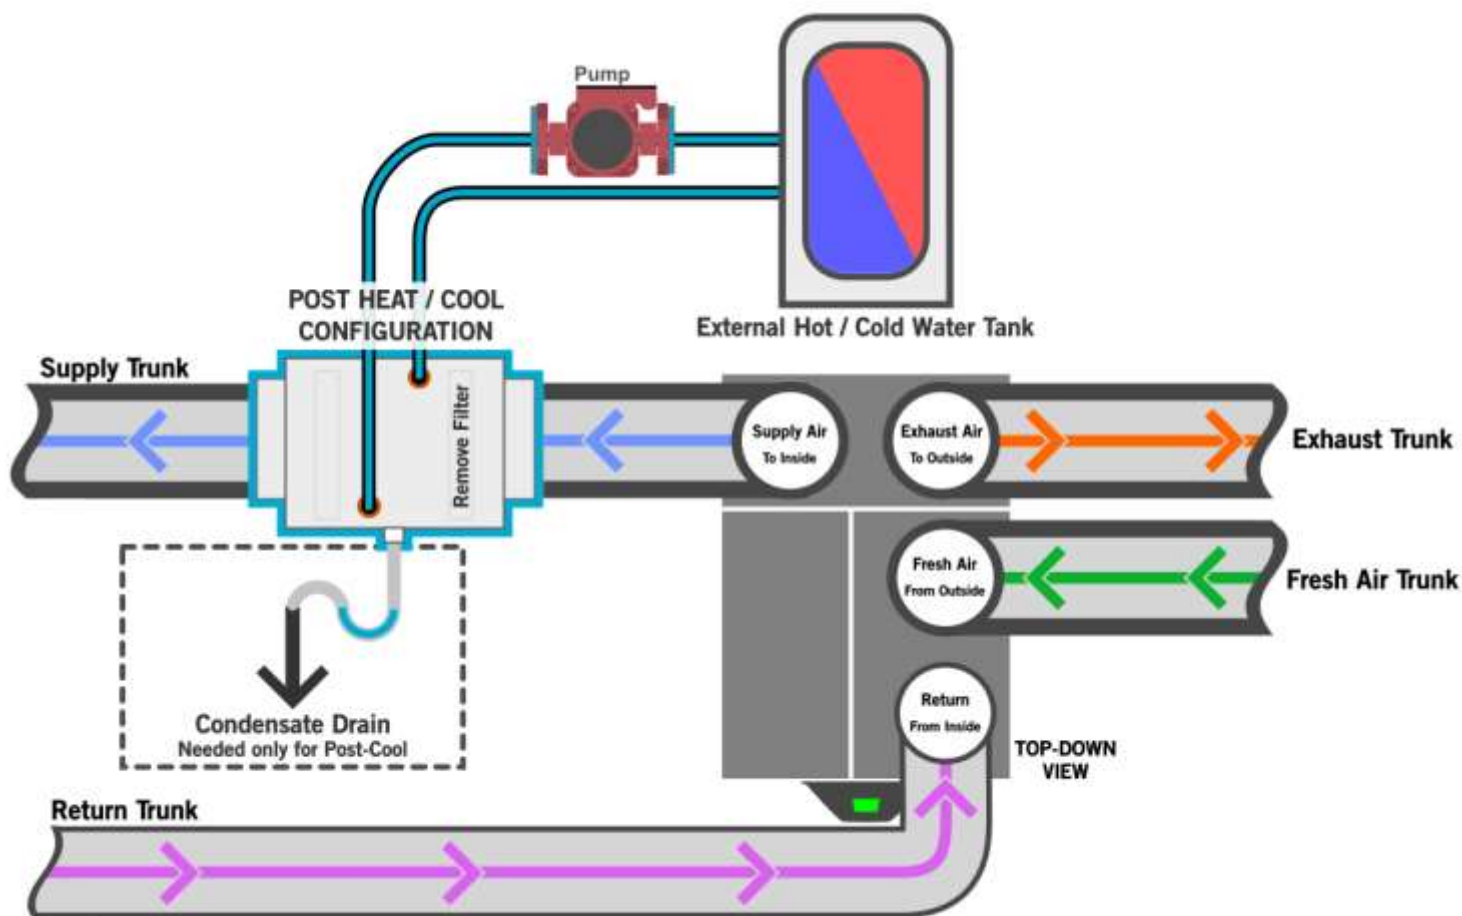 Pump
POST HEAT / COOL
CONFIGURATION
External Hot / Cold Water Tank
Supply Trunk
Remove Filter
Supply Air
To Inside
Exhaust Air
To Outside
Exhaust Trunk
Fresh Air
From Outside
Fresh Air Trunk
Condensate Drain
Needed only for Post-Cool
Return
From Inside
TOP-DOWN
VIEW
Return Trunk